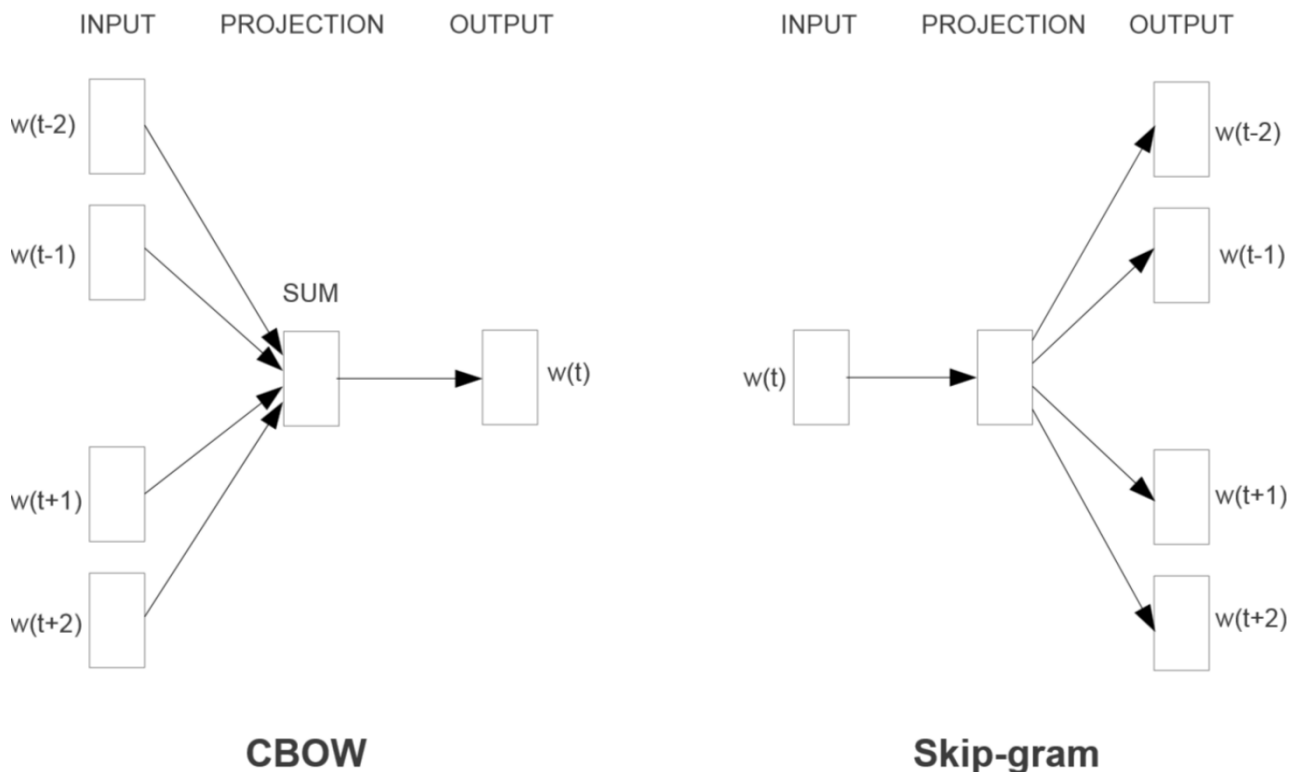 INPUT PROJECTION OUTPUT
w(t-2)
w(t-1)
SUM
w(t)
w(t+1)
w(t+2)
CBOW
INPUT PROJECTION OUTPUT
w(t-2)
w(t-1)
w(t)
w(t+1)
w(t+2)
Skip-gram